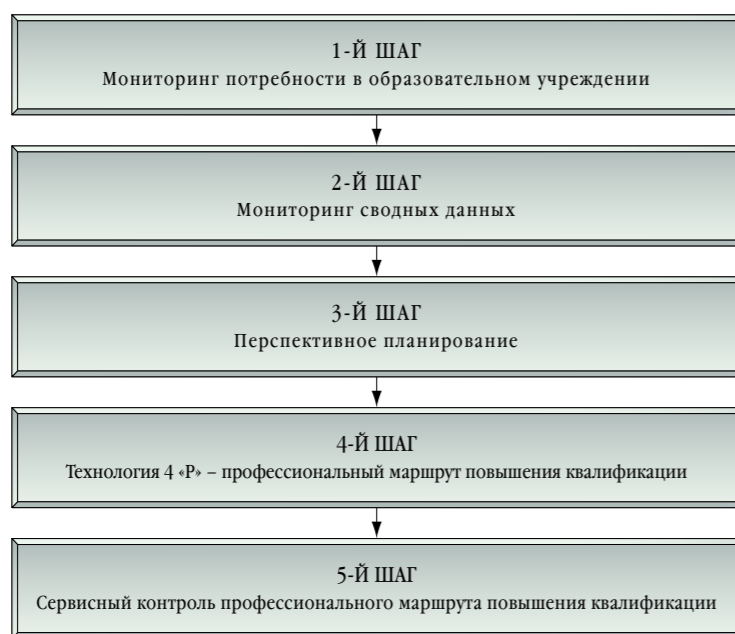 1-Й ШАГ
Мониторинг потребности в образовательном учреждении
2-Й ШАГ
Мониторинг сводных данных
3-Й ШАГ
Перспективное планирование
4-Й ШАГ
Технология 4 «Р» – профессиональный маршрут повышения квалификации
5-Й ШАГ
Сервисный контроль профессионального маршрута повышения квалификации